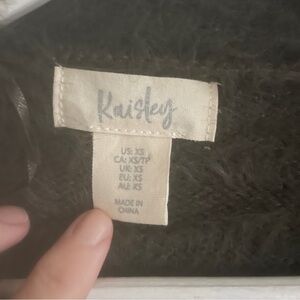 Kaisley
US: XS
CA: XS/TP
UK: XS
EU: XS
AU: XS
MADE IN
CHINA